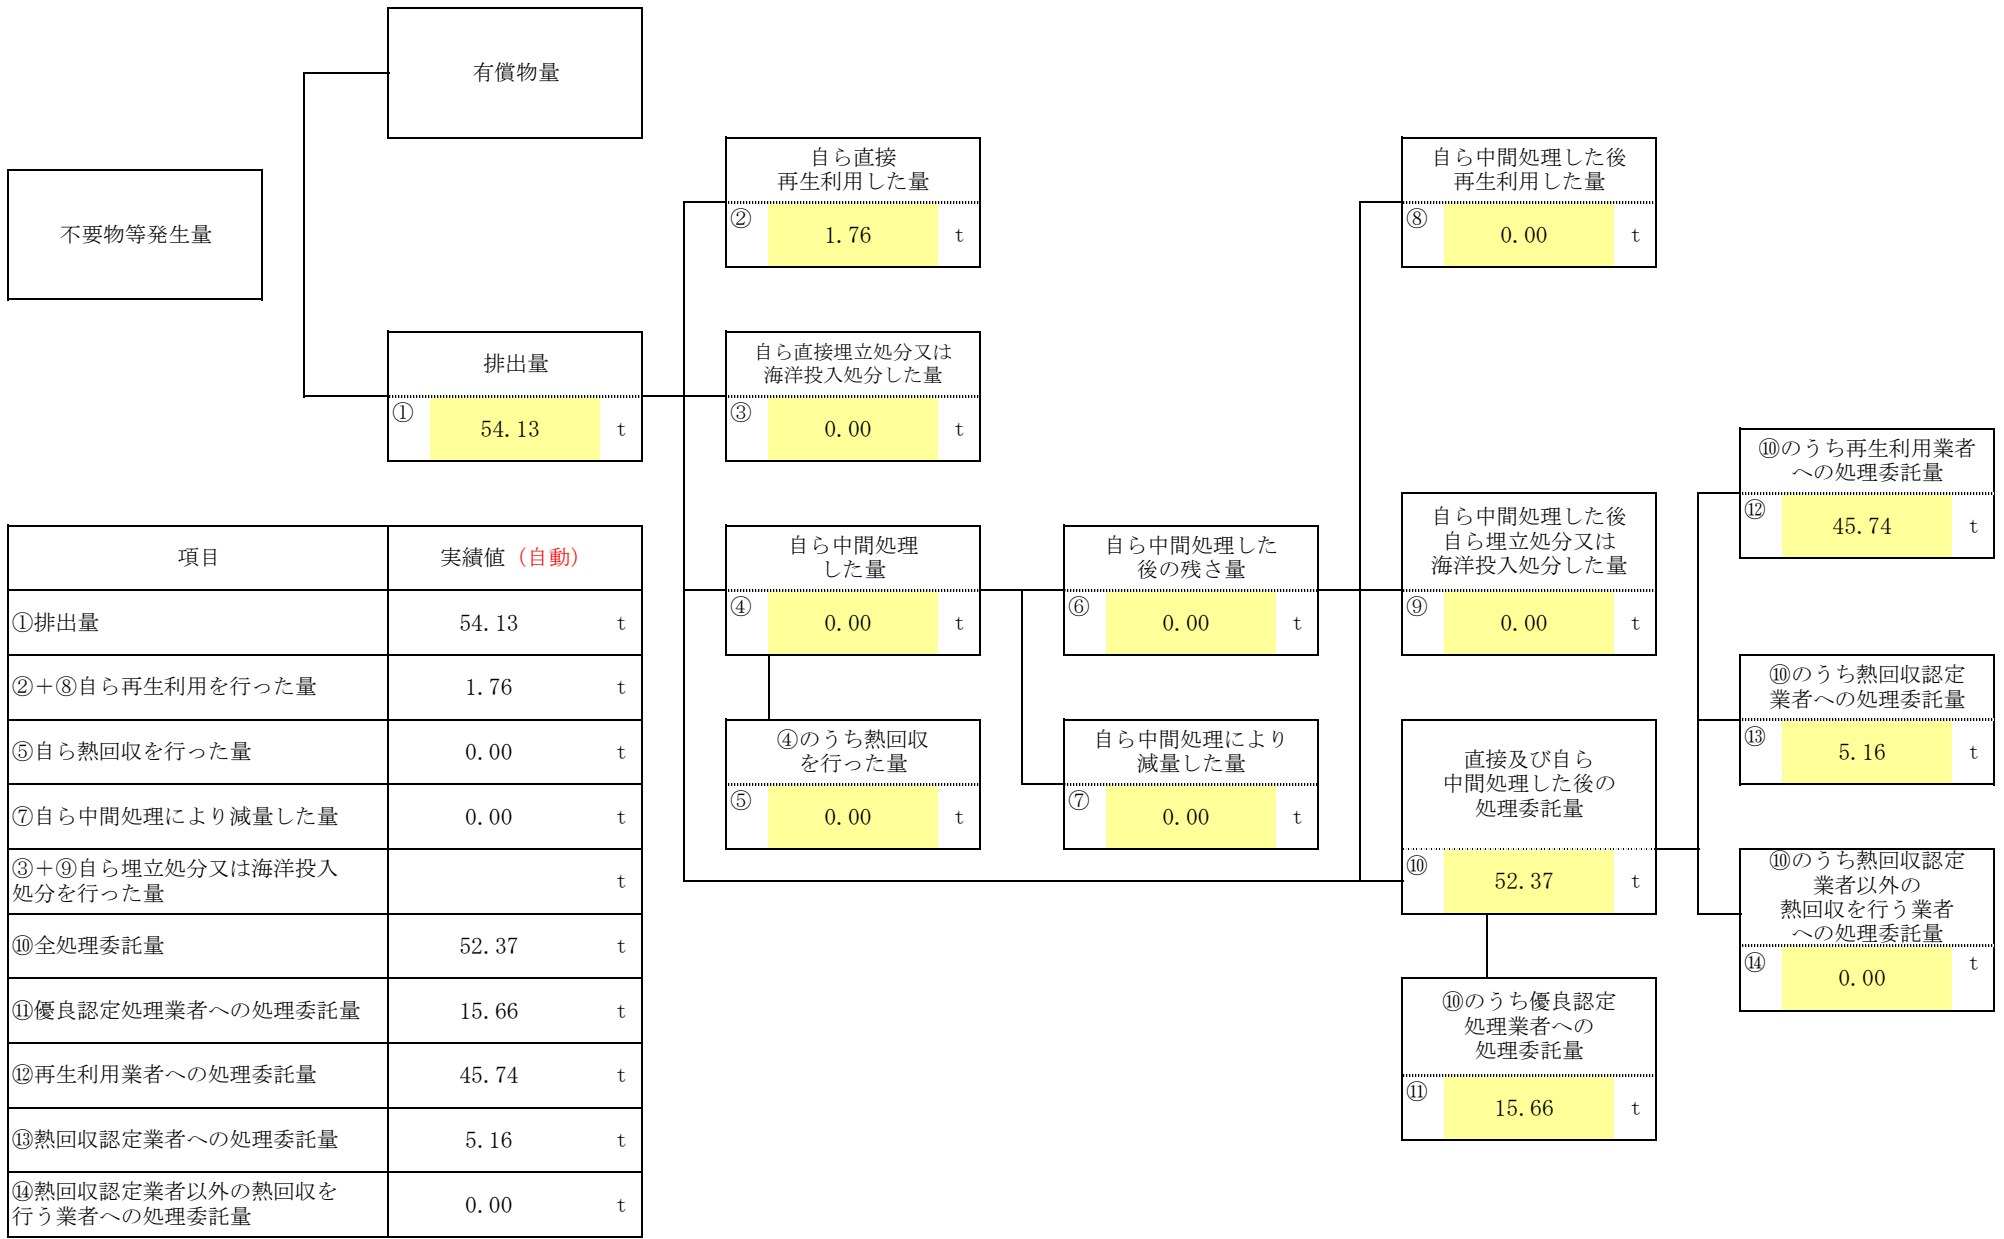 有償物量
不要物等発生量
自ら直接
再生利用した量
②
1.76
t
自ら中間処理した後
再生利用した量
⑧
0.00
t
排出量
①
54.13
t
自ら直接埋立処分又は
海洋投入処分した量
③
0.00
t
⑩のうち再生利用業者
への処理委託量
⑫
45.74
t
自ら中間処理
した量
④
0.00
t
自ら中間処理した
後の残さ量
⑥
0.00
t
自ら中間処理した後
自ら埋立処分又は
海洋投入処分した量
⑨
0.00
t
⑩のうち熱回収認定
業者への処理委託量
⑬
5.16
t
④のうち熱回収
を行った量
⑤
0.00
t
自ら中間処理により
減量した量
⑦
0.00
t
直接及び自ら
中間処理した後の
処理委託量
⑩
52.37
t
⑩のうち熱回収認定
業者以外の
熱回収を行う業者
への処理委託量
⑭
0.00
t
⑩のうち優良認定
処理業者への
処理委託量
⑪
15.66
t
項目 実績値（自動）
①排出量 54.13 t
②＋⑧自ら再生利用を行った量 1.76 t
⑤自ら熱回収を行った量 0.00 t
⑦自ら中間処理により減量した量 0.00 t
③＋⑨自ら埋立処分又は海洋投入
処分を行った量 t
⑩全処理委託量 52.37 t
⑪優良認定処理業者への処理委託量 15.66 t
⑫再生利用業者への処理委託量 45.74 t
⑬熱回収認定業者への処理委託量 5.16 t
⑭熱回収認定業者以外の熱回収を
行う業者への処理委託量 0.00 t